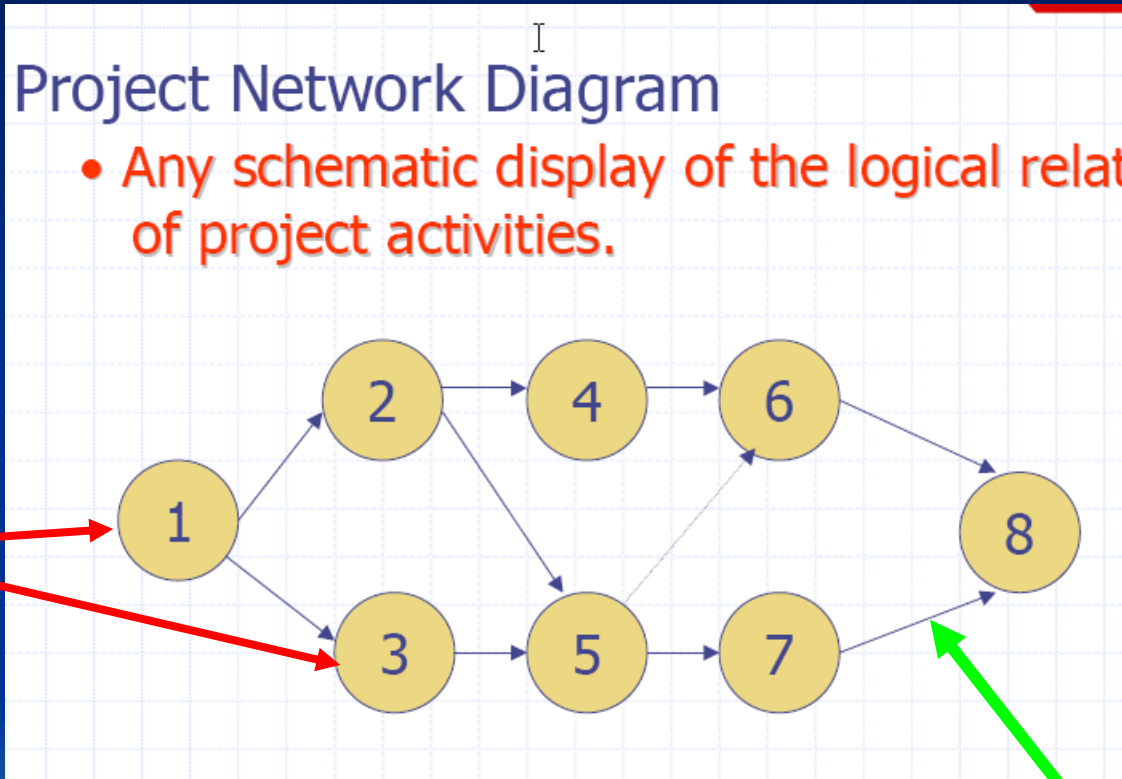 Project Network Diagram
• Any schematic display of the logical
of project activities.
2 4 6
1 8
3 5 7